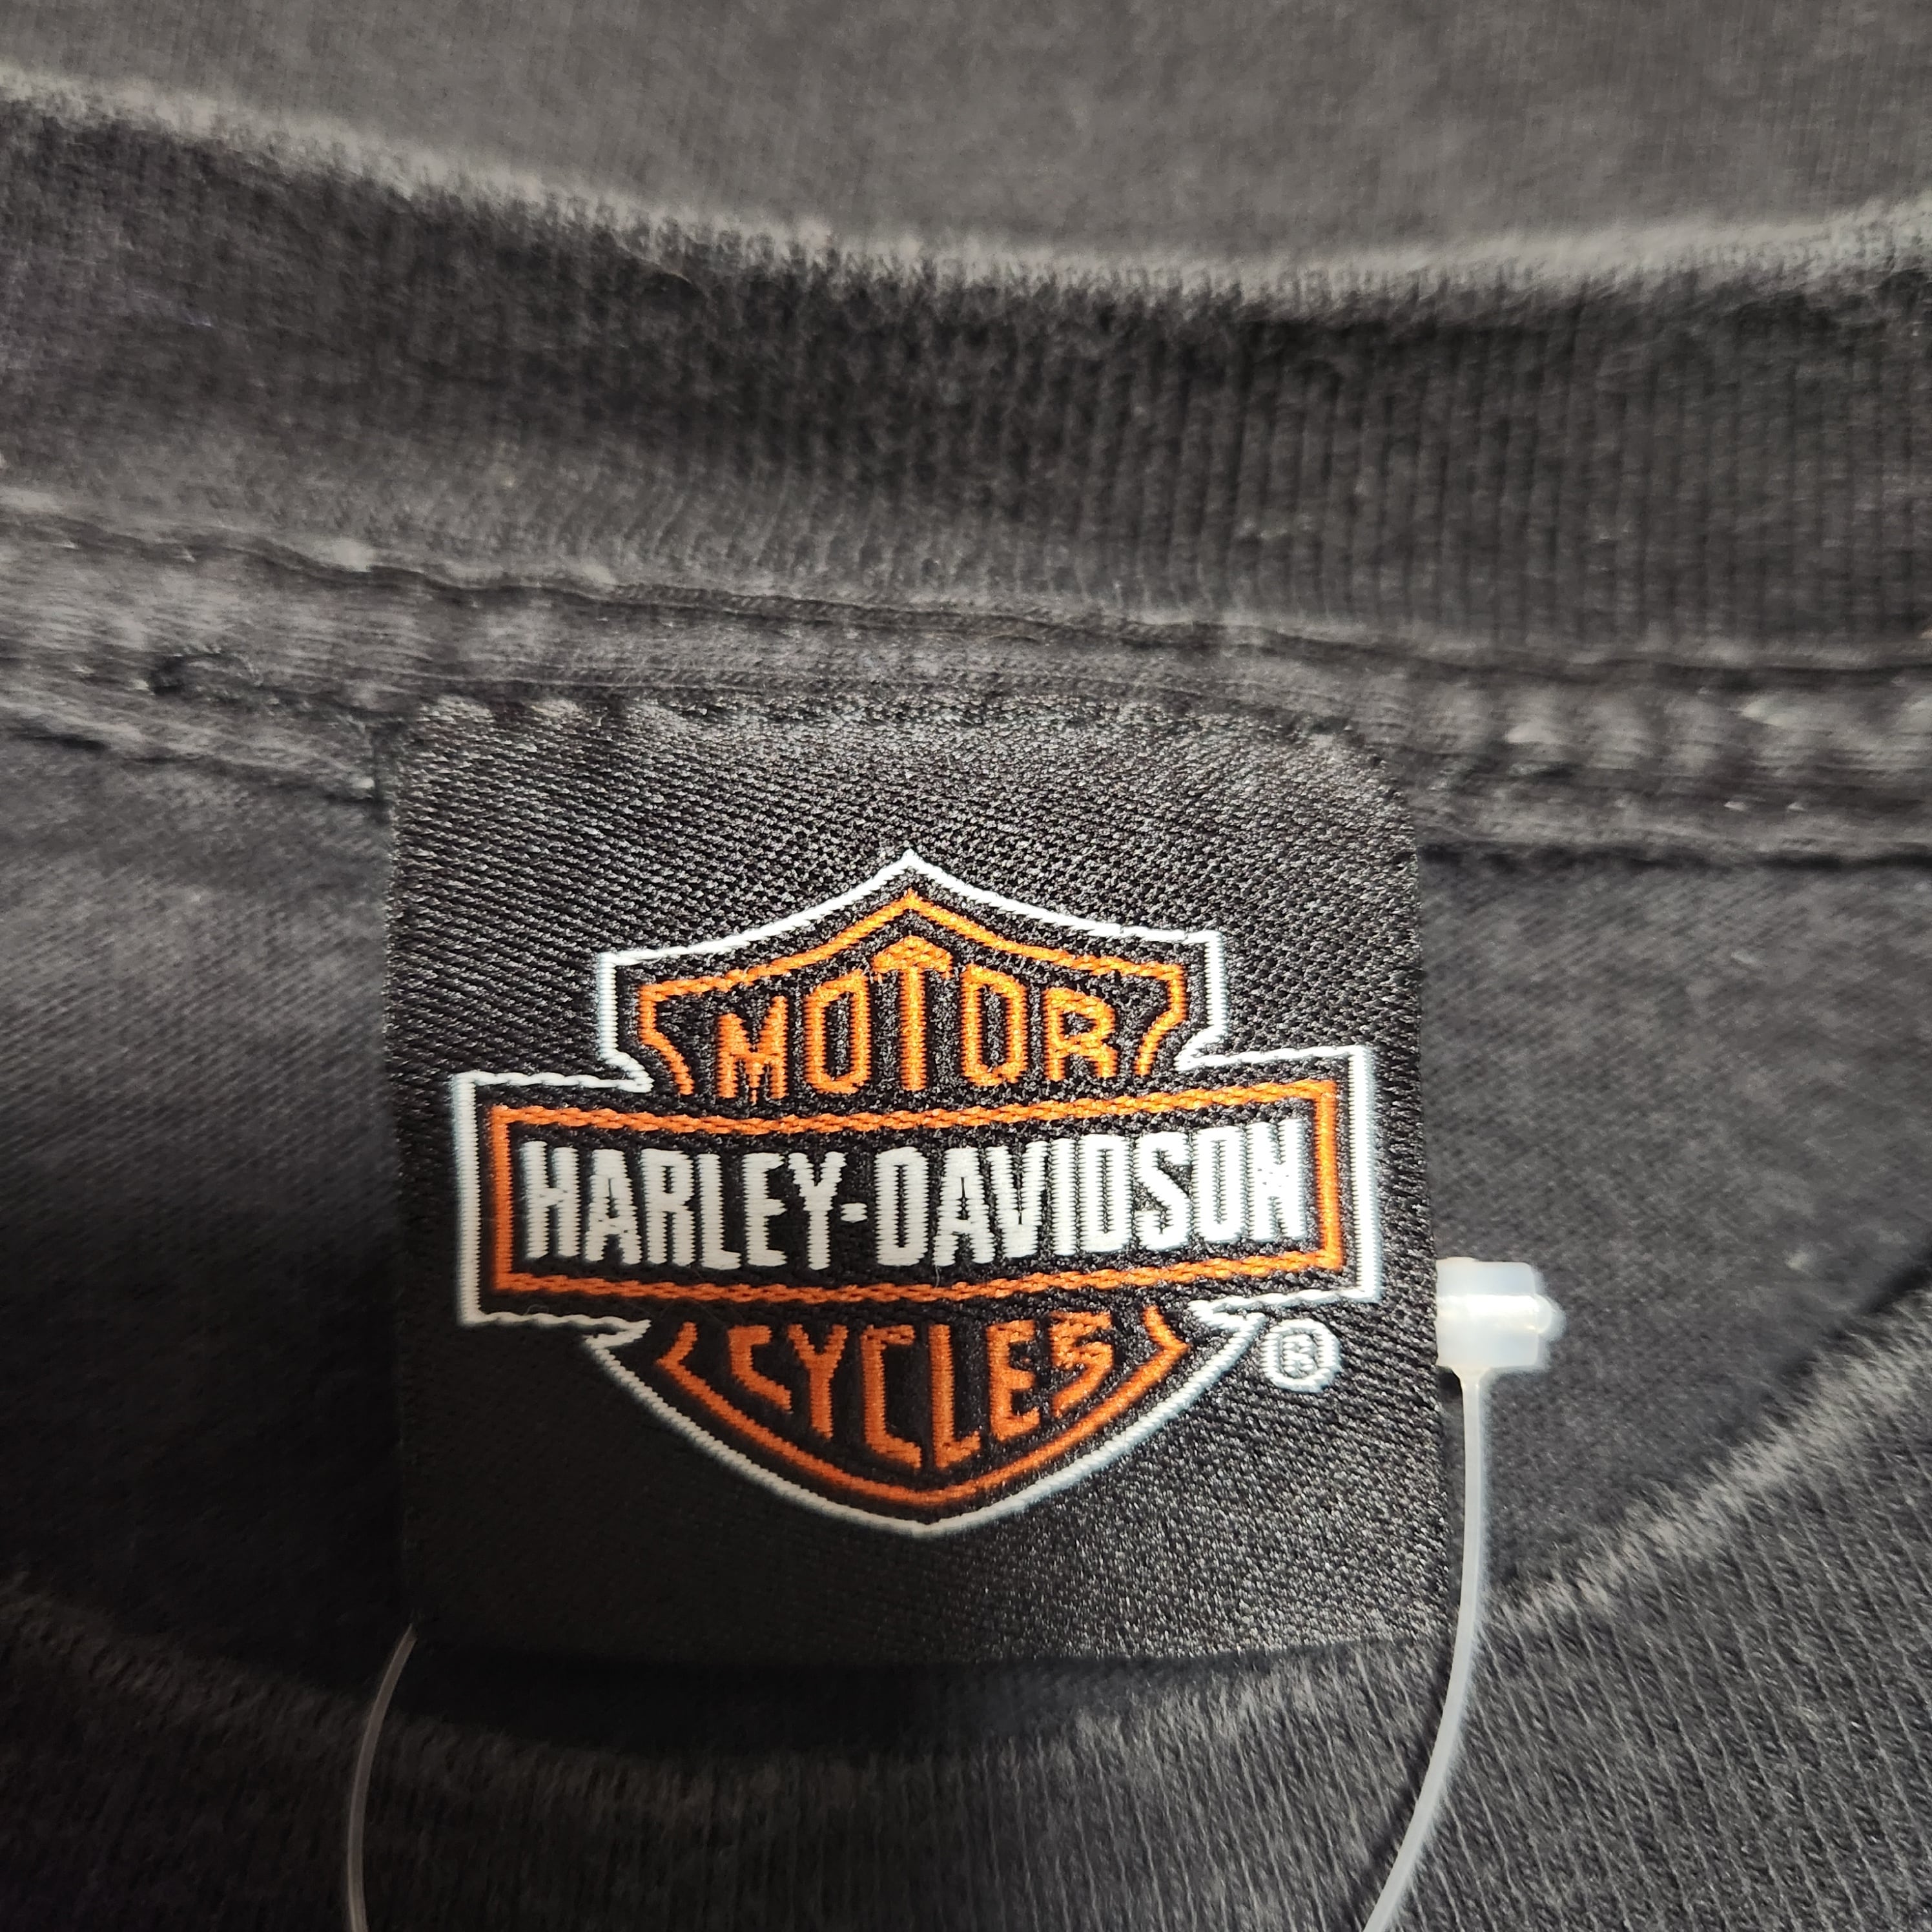 MOTOR
HARLEY-DAVIDSON
CYCLES
®